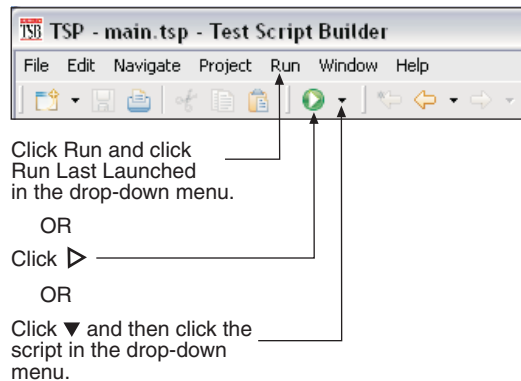 TSB TSP - main.tsp - Test Script Builder
File Edit Navigate Project Run Window Help
Click Run and click
Run Last Launched
in the drop-down menu.
OR
Click
OR
Click ▼ and then click the
script in the drop-down
menu.